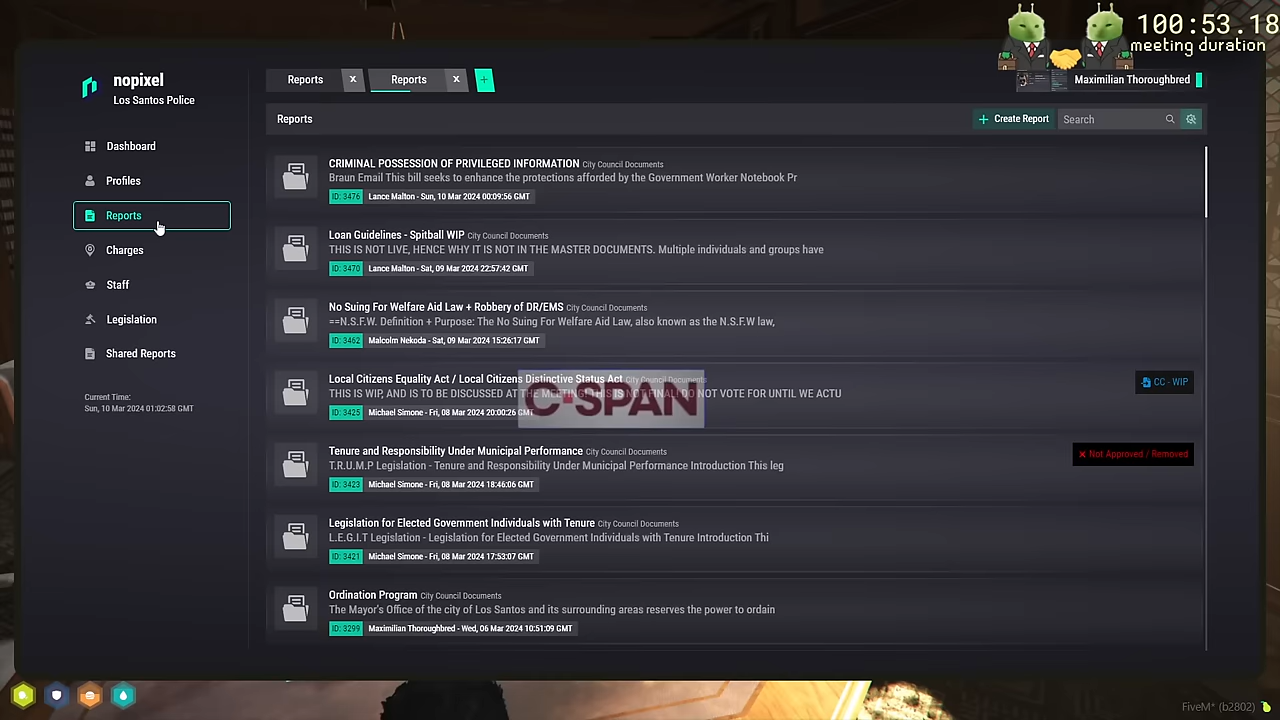 100:53.18
meeting duration
nopixel
Los Santos Police
Reports x Reports x +
Maximilian Thoroughbred
Reports
+ Create Report
Search
Dashboard
Profiles
Reports
Charges
Staff
Legislation
Shared Reports
Current Time:
Sun, 10 Mar 2024 01:02:58 GMT
CRIMINAL POSSESSION OF PRIVILEGED INFORMATION City Council Documents
Braun Email This bill seeks to enhance the protections afforded by the Government Worker Notebook Pr
ID: 3476 Lance Malton - Sun, 10 Mar 2024 00:09:56 GMT
Loan Guidelines - Spitball WIP City Council Documents
THIS IS NOT LIVE, HENCE WHY IT IS NOT IN THE MASTER DOCUMENTS. Multiple individuals and groups have
ID: 3470 Lance Malton - Sat, 09 Mar 2024 22:57:42 GMT
No Suing For Welfare Aid Law + Robbery of DR/EMS City Council Documents
==N.S.F.W. Definition + Purpose: The No Suing For Welfare Aid Law, also known as the N.S.F.W law,
ID: 3462 Malcolm Nekoda - Sat, 09 Mar 2024 15:26:17 GMT
Local Citizens Equality Act / Local Citizens Distinctive Status Act City Council Documents
THIS IS WIP, AND IS TO BE DISCUSSED AT THE MEETING! THIS IS NOT FINAL! DO NOT VOTE FOR UNTIL WE ACTU
ID: 3425 Michael Simone - Fri, 08 Mar 2024 20:00:26 GMT
CC - WIP
C-SPAN
Tenure and Responsibility Under Municipal Performance City Council Documents
T.R.U.M.P Legislation - Tenure and Responsibility Under Municipal Performance Introduction This leg
ID: 3423 Michael Simone - Fri, 08 Mar 2024 18:46:06 GMT
x Not Approved / Removed
Legislation for Elected Government Individuals with Tenure City Council Documents
L.E.G.I.T Legislation - Legislation for Elected Government Individuals with Tenure Introduction Thi
ID: 3421 Michael Simone - Fri, 08 Mar 2024 17:53:07 GMT
Ordination Program City Council Documents
The Mayor's Office of the city of Los Santos and its surrounding areas reserves the power to ordain
ID: 3299 Maximilian Thoroughbred - Wed, 06 Mar 2024 10:51:09 GMT
FiveM* (b2802)